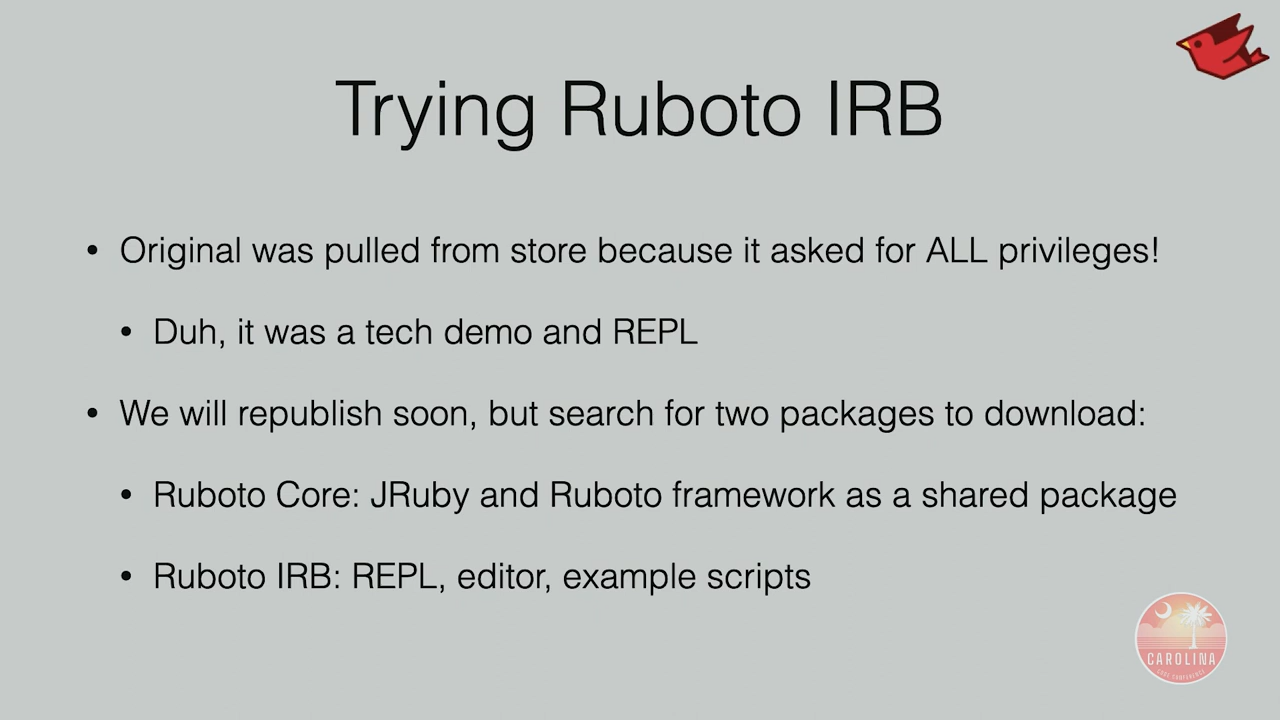 Trying Ruboto IRB
• Original was pulled from store because it asked for ALL privileges!
• Duh, it was a tech demo and REPL
• We will republish soon, but search for two packages to download:
• Ruboto Core: JRuby and Ruboto framework as a shared package
• Ruboto IRB: REPL, editor, example scripts
CAROLINA
CODE CONFERENCE